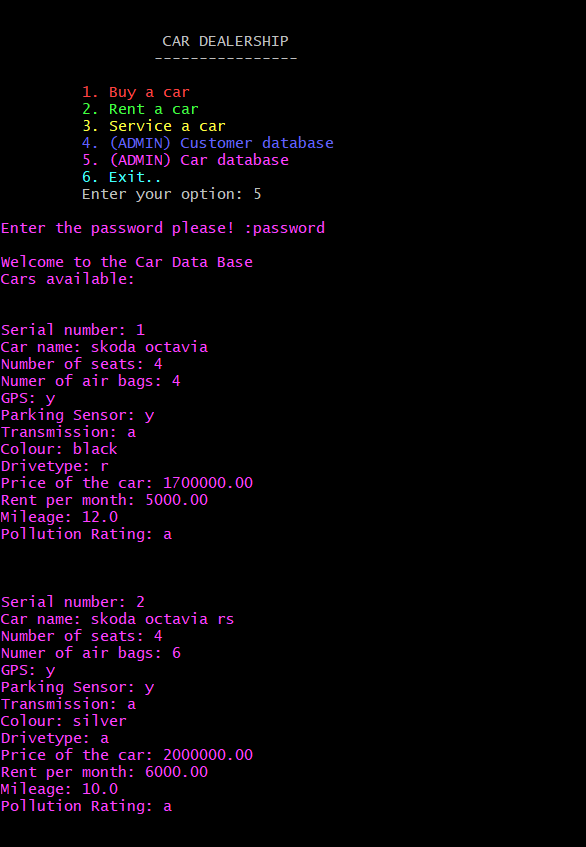 CAR DEALERSHIP
----------------
1. Buy a car
2. Rent a car
3. Service a car
4. (ADMIN) Customer database
5. (ADMIN) Car database
6. Exit..
Enter your option: 5
Enter the password please! :password
Welcome to the Car Data Base
Cars available:
Serial number: 1
Car name: skoda octavia
Number of seats: 4
Numer of air bags: 4
GPS: y
Parking Sensor: y
Transmission: a
Colour: black
Drivetype: r
Price of the car: 1700000.00
Rent per month: 5000.00
Mileage: 12.0
Pollution Rating: a
Serial number: 2
Car name: skoda octavia rs
Number of seats: 4
Numer of air bags: 6
GPS: y
Parking Sensor: y
Transmission: a
Colour: silver
Drivetype: a
Price of the car: 2000000.00
Rent per month: 6000.00
Mileage: 10.0
Pollution Rating: a